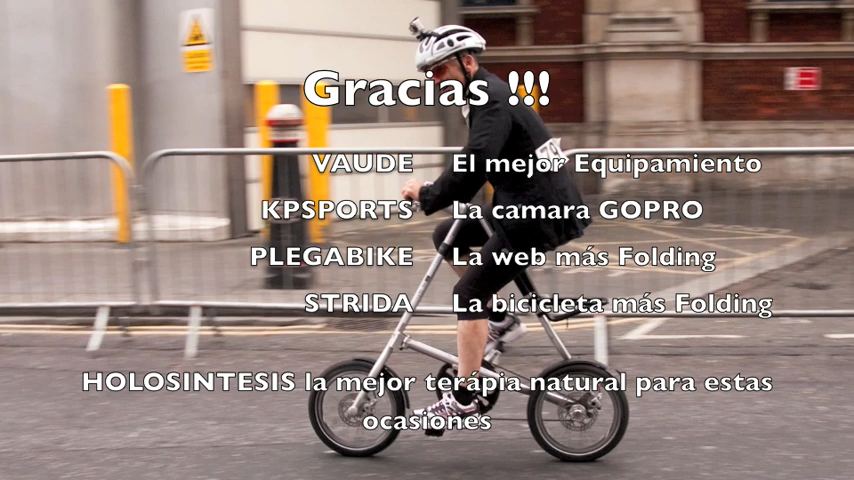 Gracias !!!
VAUDE El mejor Equipamiento
KPSPORTS La camara GOPRO
PLEGABIKE La web más Folding
STRIDA La bicicleta más Folding
HOLOSINTESIS la mejor terápia natural para estas
ocasiones